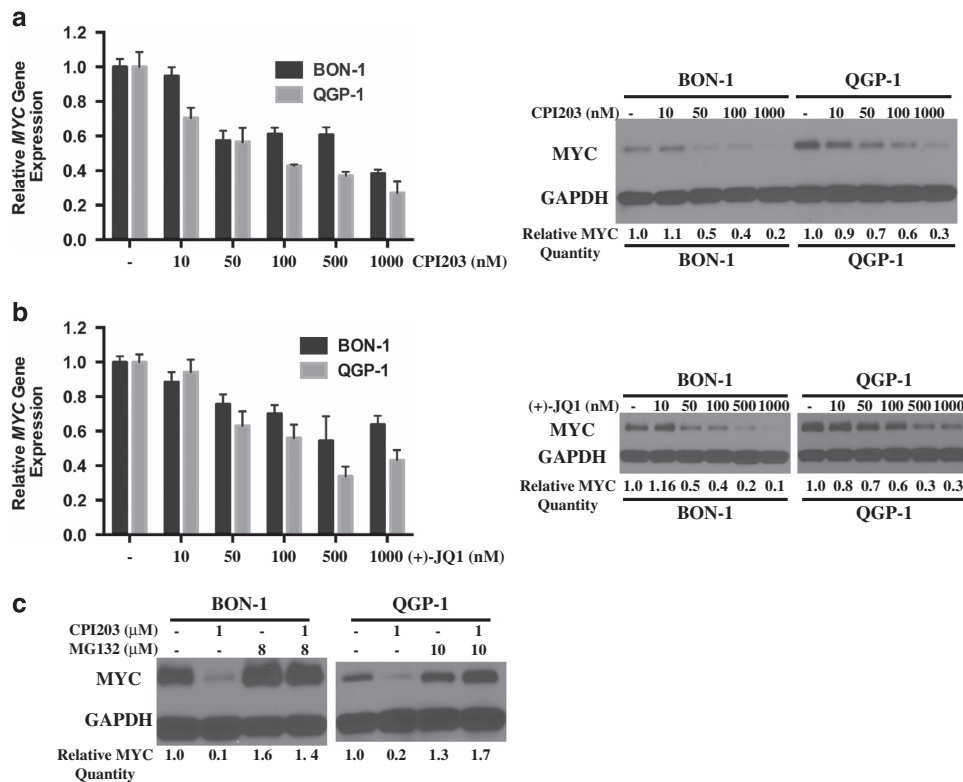 a
Relative MYC Gene
Expression
1.2
1.0
0.8
0.6
0.4
0.2
0.0
BON-1
QGP-1
- 10 50 100 500 1000 CPI203 (nM)
BON-1 QGP-1
CPI203 (nM) - 10 50 100 1000 - 10 50 100 1000
MYC
GAPDH
Relative MYC 1.0 1.1 0.5 0.4 0.2 1.0 0.9 0.7 0.6 0.3
Quantity
BON-1 QGP-1
b
Relative MYC Gene
Expression
1.2
1.0
0.8
0.6
0.4
0.2
0.0
BON-1
QGP-1
- 10 50 100 500 1000 (+)-JQ1 (nM)
BON-1 QGP-1
(+)-JQ1 (nM) - 10 50 100 500 1000 - 10 50 100 500 1000
MYC
GAPDH
Relative MYC 1.0 1.16 0.5 0.4 0.2 0.1 1.0 0.8 0.7 0.6 0.3 0.3
Quantity
BON-1 QGP-1
c
BON-1 QGP-1
CPI203 (μM) - 1 - 1 - 1 - 1
MG132 (μM) - - 8 8 - - 10 10
MYC
GAPDH
Relative MYC 1.0 0.1 1.6 1. 4 1.0 0.2 1.3 1.7
Quantity